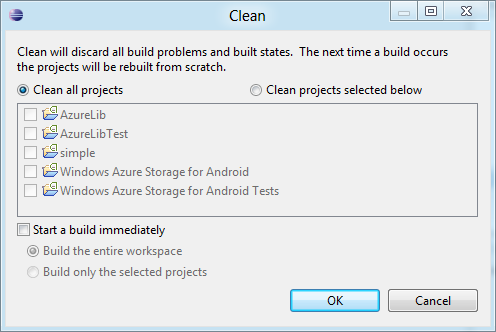 Clean
Clean will discard all build problems and built states.  The next time a build occurs
the projects will be rebuilt from scratch.
Clean all projects
Clean projects selected below
AzureLib
AzureLibTest
simple
Windows Azure Storage for Android
Windows Azure Storage for Android Tests
Start a build immediately
Build the entire workspace
Build only the selected projects
OK
Cancel